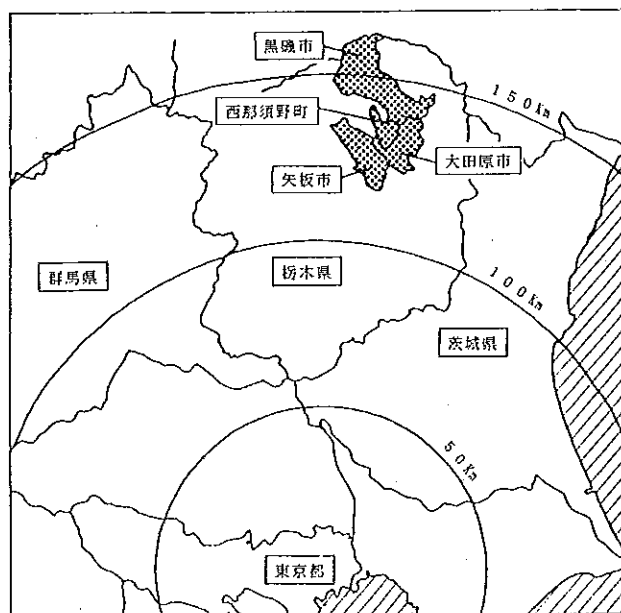 黒磯市
150Km
西那須野町
大田原市
矢板市
100Km
群馬県
栃木県
茨城県
50Km
東京都